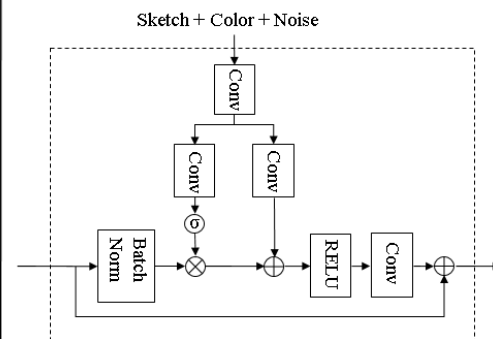 Sketch + Color + Noise
Conv
Conv
Conv
σ
Batch
Norm
RELU
Conv